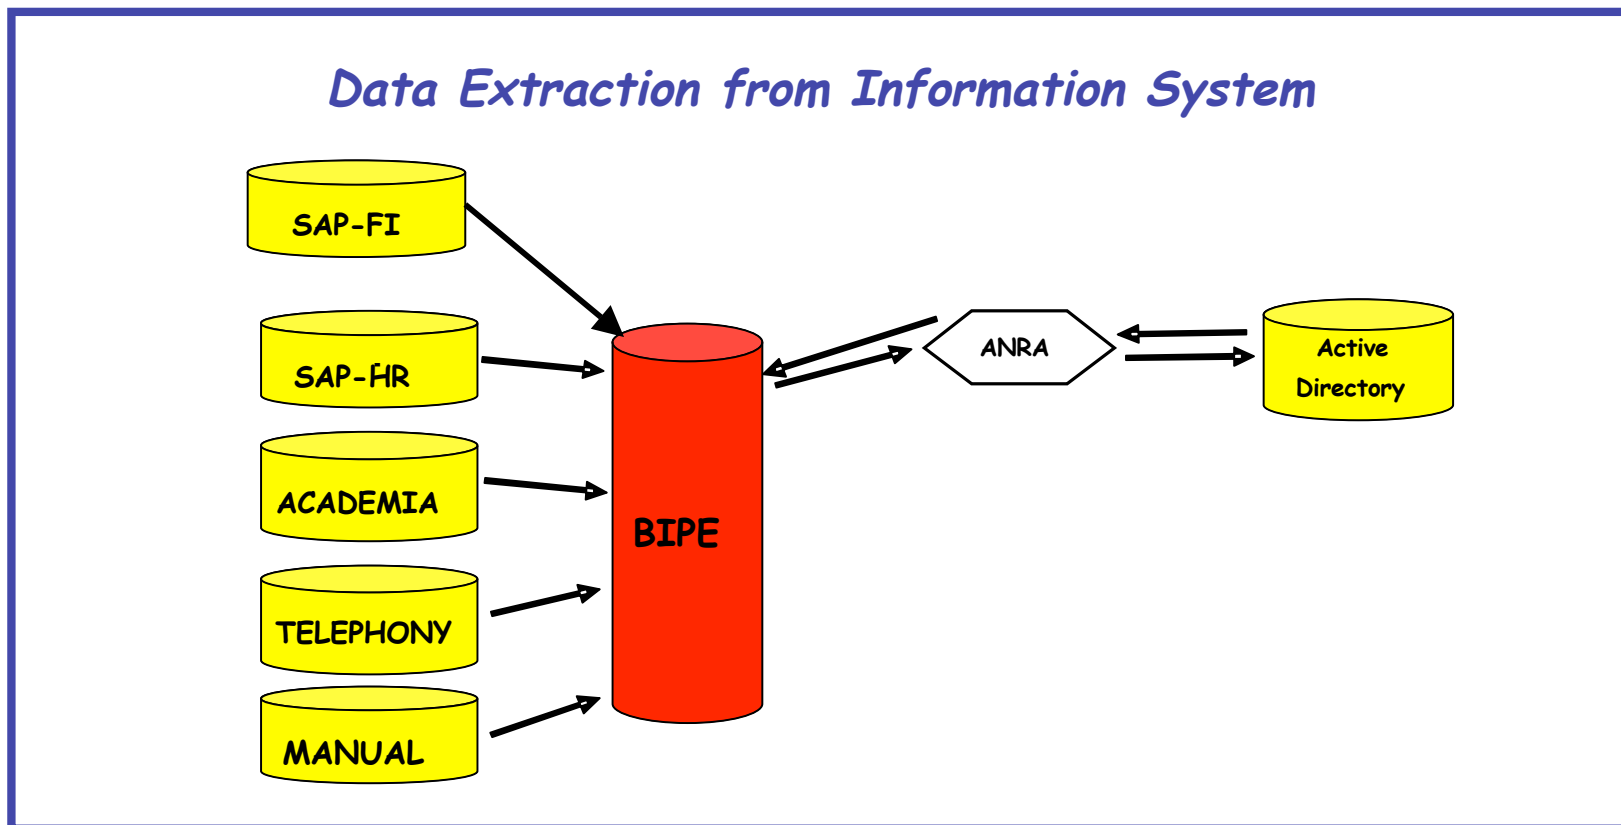 Data Extraction from Information System
SAP-FI
SAP-HR
ACADEMIA
TELEPHONY
MANUAL
BIPE
ANRA
Active
Directory